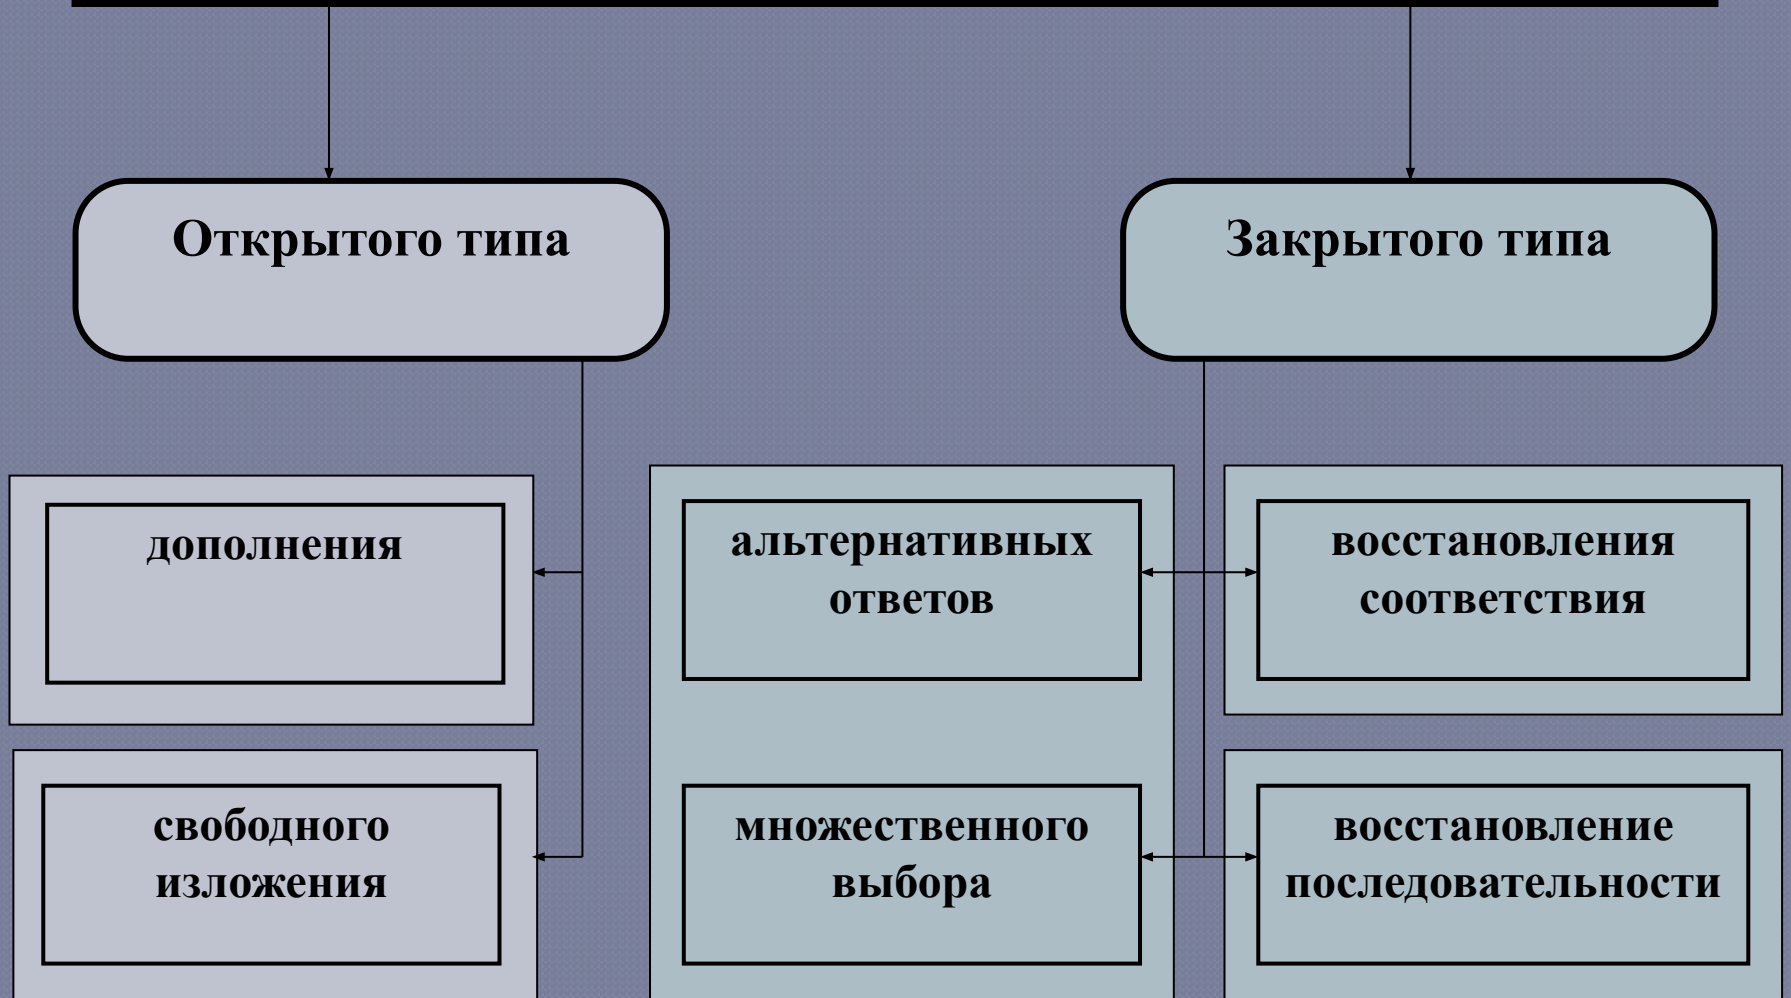 Открытого типа
Закрытого типа
дополнения
альтернативных
ответов
восстановления
соответствия
свободного
изложения
множественного
выбора
восстановление
последовательности